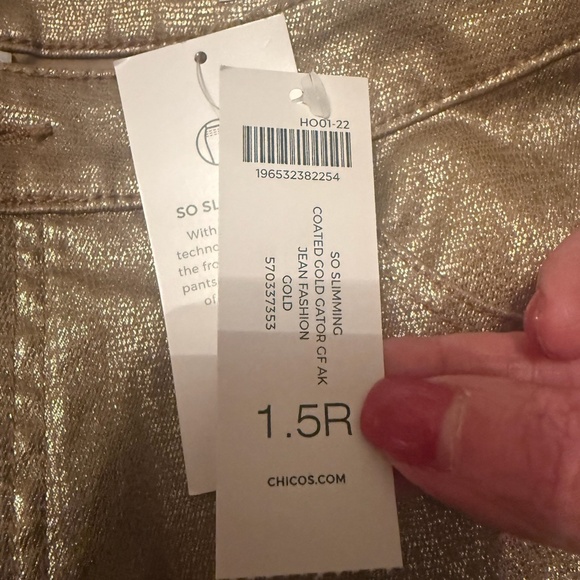 HO01-22
196532382254
SO SLIMMING
COATED GOLD GATOR GF AK
JEAN FASHION
GOLD
570337353
1.5R
CHICOS.COM
SO SL
With
techno
the fro
pants
of